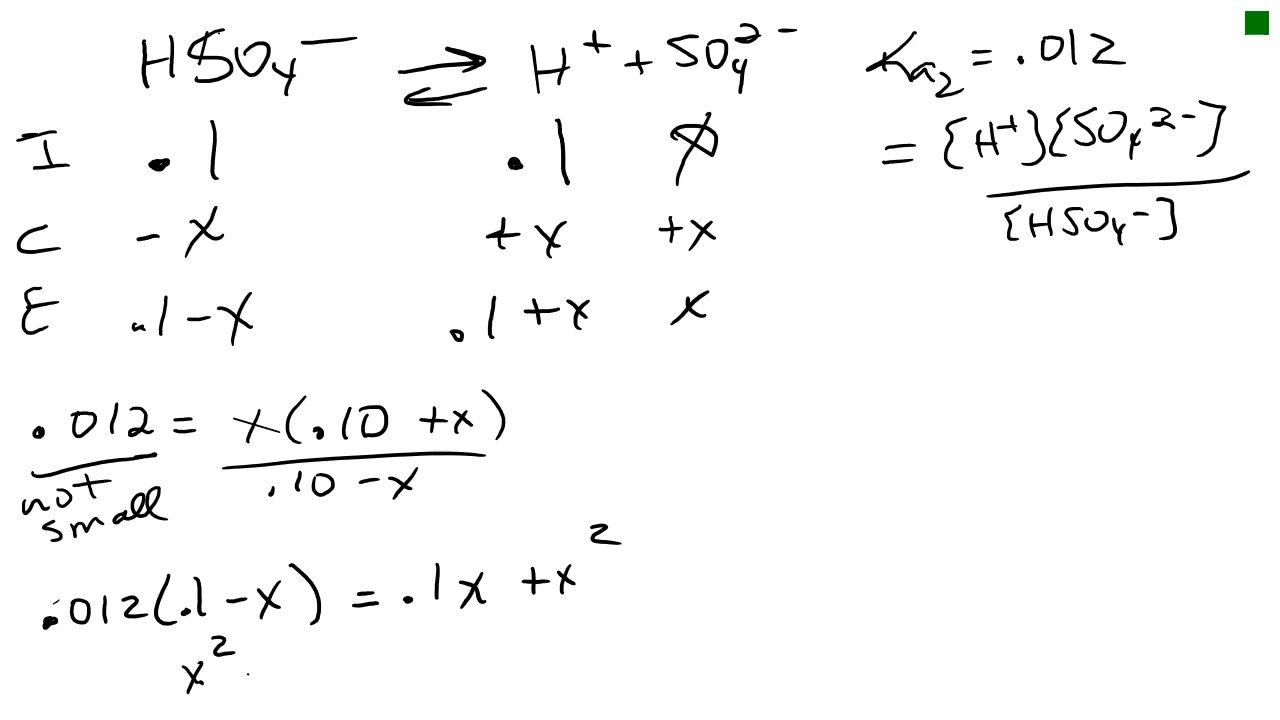 HSO₄⁻ ⇌ H⁺ + SO₄²⁻ Ka₂ = .012
I .1 .1 ∅ = [H⁺][SO₄²⁻] / [HSO₄⁻]
C -x +x +x
E .1-x .1+x x
.012 = x(.10 +x) / .10 -x
not
small
.012(.1-x) = .1x +x²
x²